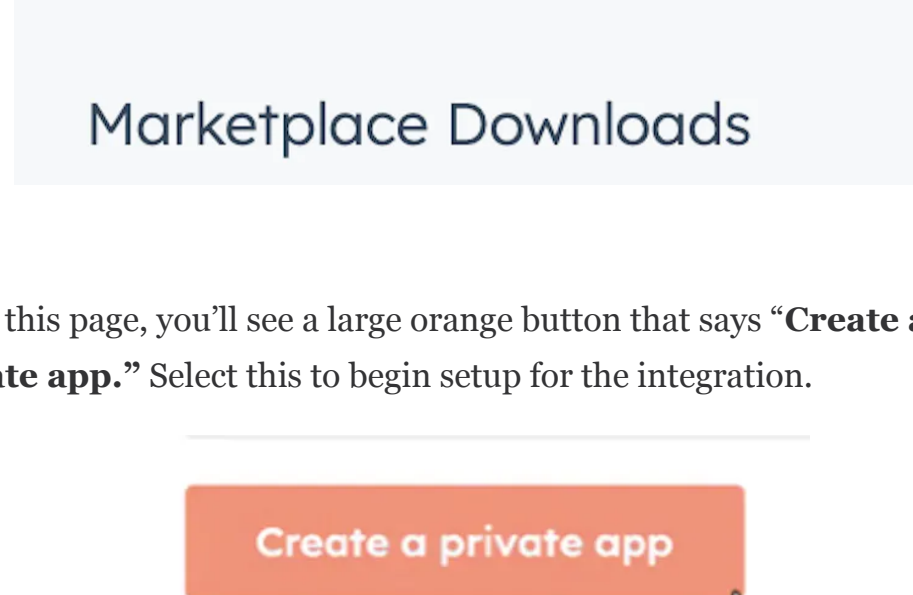 Marketplace Downloads
this page, you’ll see a large orange button that says “Create a
te app.” Select this to begin setup for the integration.
Create a private app